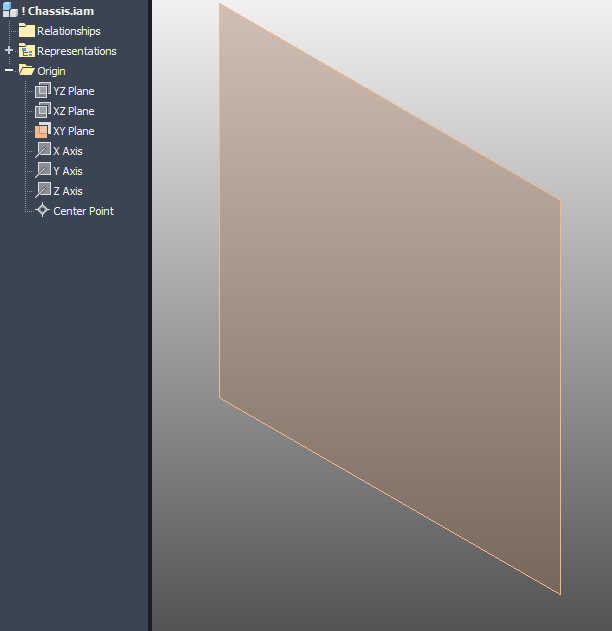 ! Chassis.iam
Relationships
Representations
Origin
YZ Plane
XZ Plane
XY Plane
X Axis
Y Axis
Z Axis
Center Point